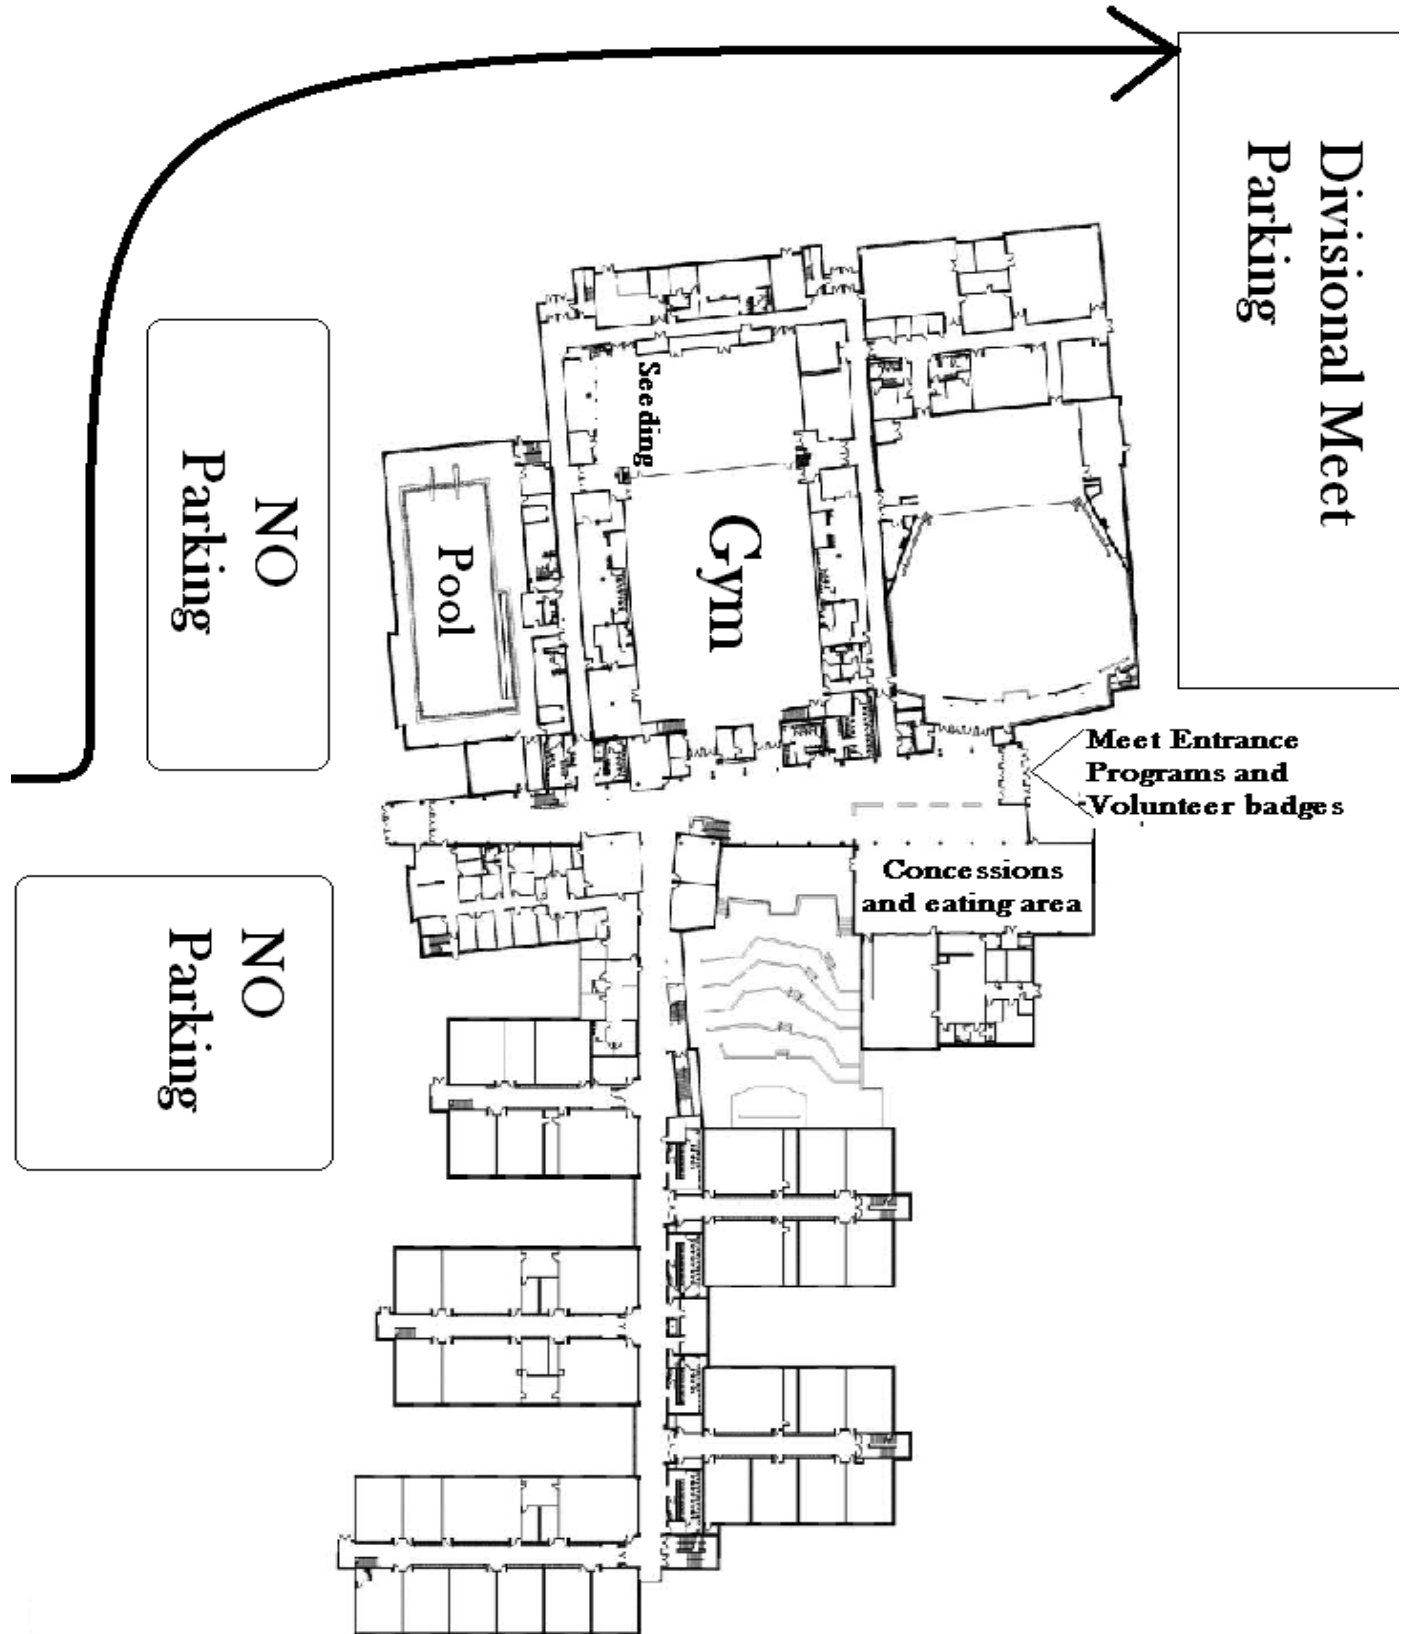 Divisional Meet
Parking
NO
Parking
Seeding
Gym
Pool
Meet Entrance
Programs and
Volunteer badges
Concessions
and eating area
NO
Parking